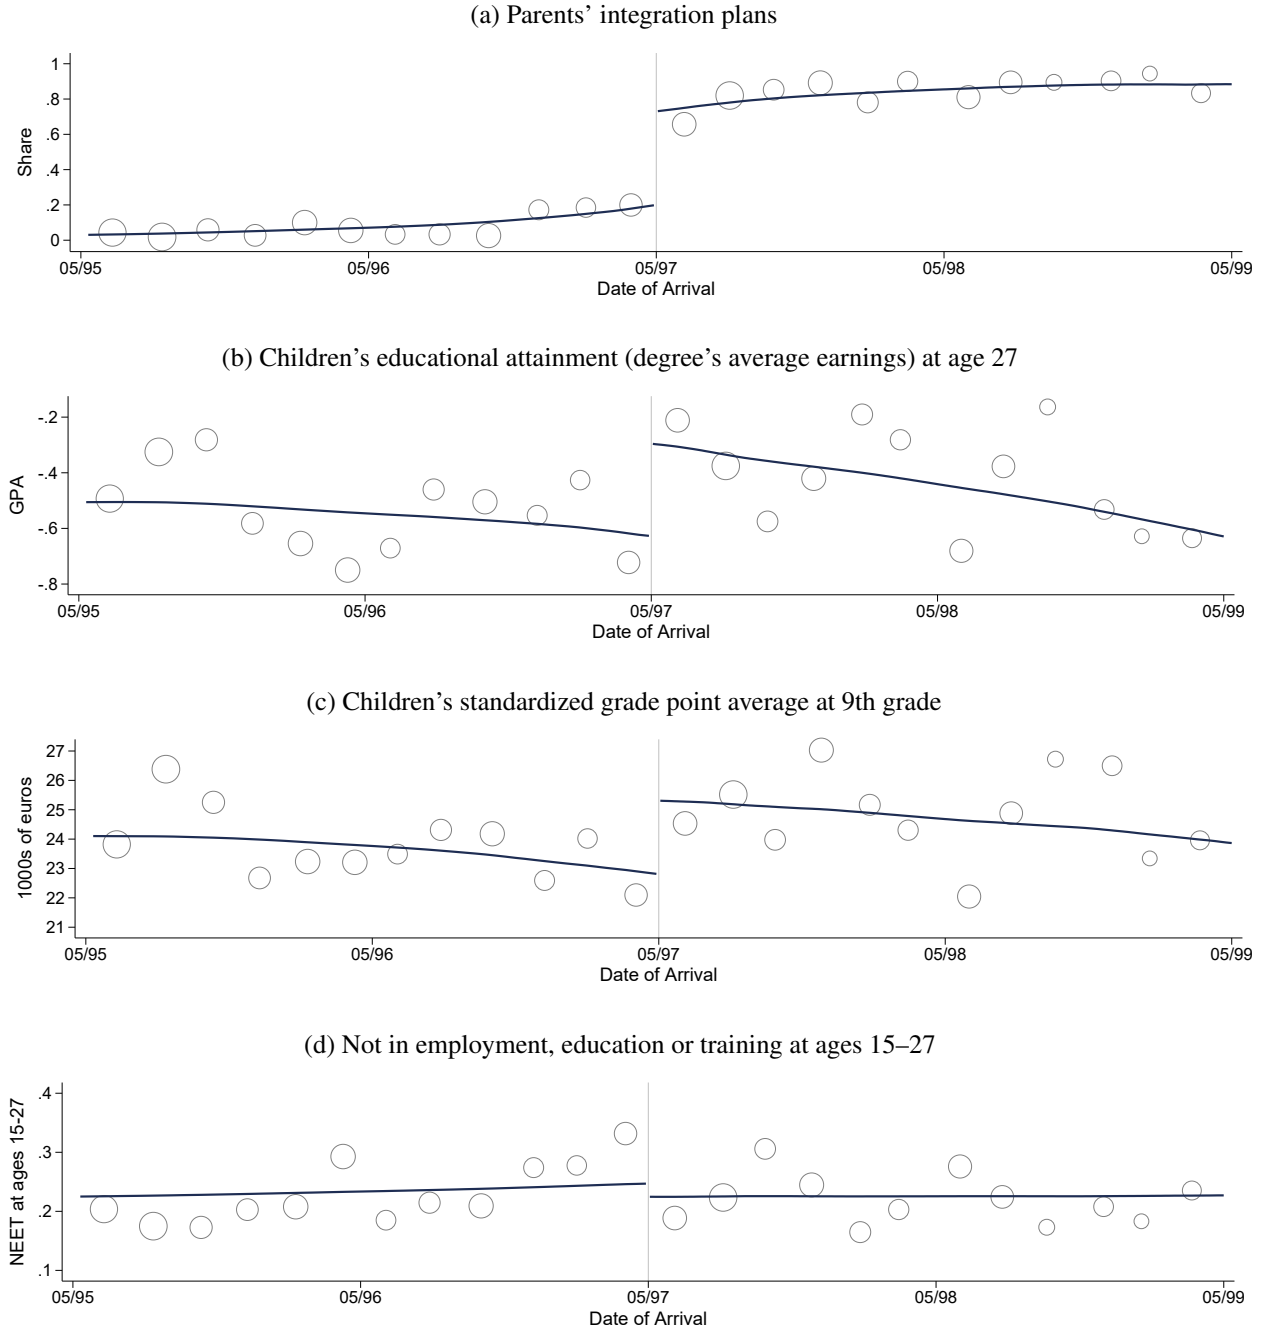 (a) Parents’ integration plans
1
.8
.6
.4
.2
0
Share
05/95 05/96 05/97 05/98 05/99
Date of Arrival
(b) Children’s educational attainment (degree’s average earnings) at age 27
-.2
-.4
-.6
-.8
GPA
05/95 05/96 05/97 05/98 05/99
Date of Arrival
(c) Children’s standardized grade point average at 9th grade
27
26
25
24
23
22
21
1000s of euros
05/95 05/96 05/97 05/98 05/99
Date of Arrival
(d) Not in employment, education or training at ages 15–27
.4
.3
.2
.1
NEET at ages 15-27
05/95 05/96 05/97 05/98 05/99
Date of Arrival